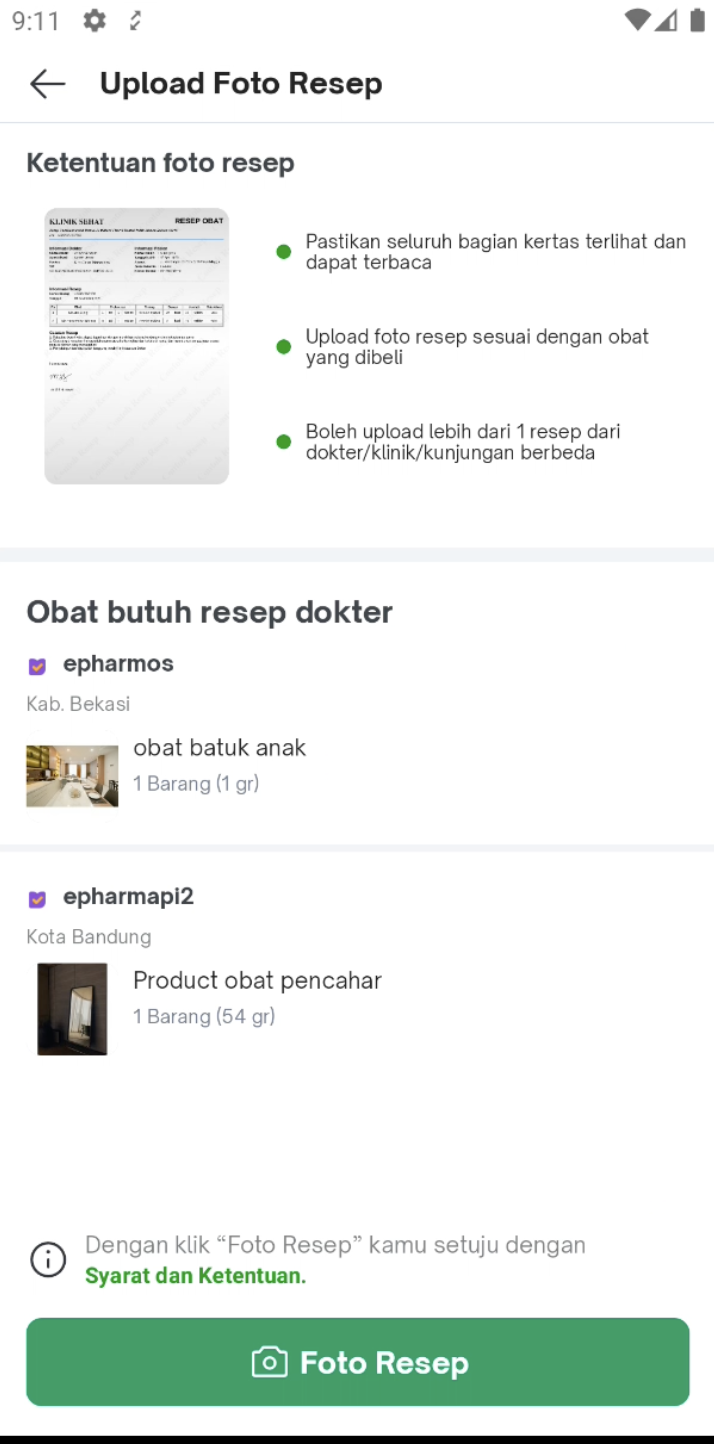 9:11
Upload Foto Resep
Ketentuan foto resep
KLINIK SEHAT
RESEP OBAT
Pastikan seluruh bagian kertas terlihat dan
dapat terbaca
Upload foto resep sesuai dengan obat
yang dibeli
Boleh upload lebih dari 1 resep dari
dokter/klinik/kunjungan berbeda
Obat butuh resep dokter
epharmos
Kab. Bekasi
obat batuk anak
1 Barang (1 gr)
epharmapi2
Kota Bandung
Product obat pencahar
1 Barang (54 gr)
Dengan klik “Foto Resep” kamu setuju dengan
Syarat dan Ketentuan.
Foto Resep